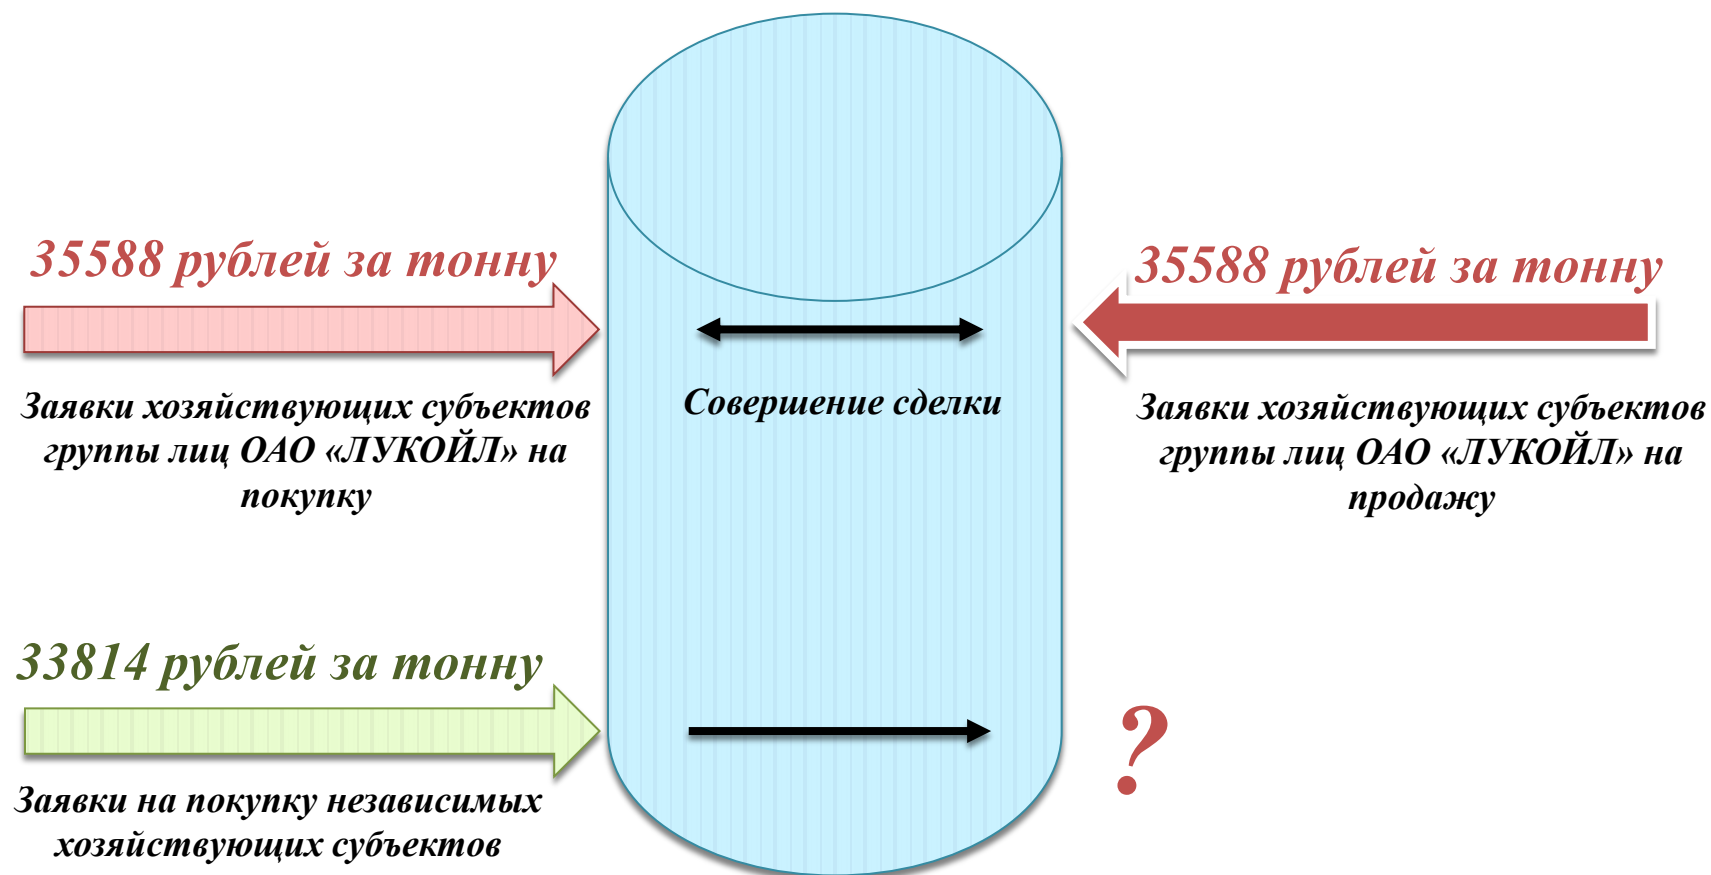 35588 рублей за тонну
35588 рублей за тонну
Заявки хозяйствующих субъектов
группы лиц ОАО «ЛУКОЙЛ» на
покупку
Совершение сделки
Заявки хозяйствующих субъектов
группы лиц ОАО «ЛУКОЙЛ» на
продажу
33814 рублей за тонну
?
Заявки на покупку независимых
хозяйствующих субъектов